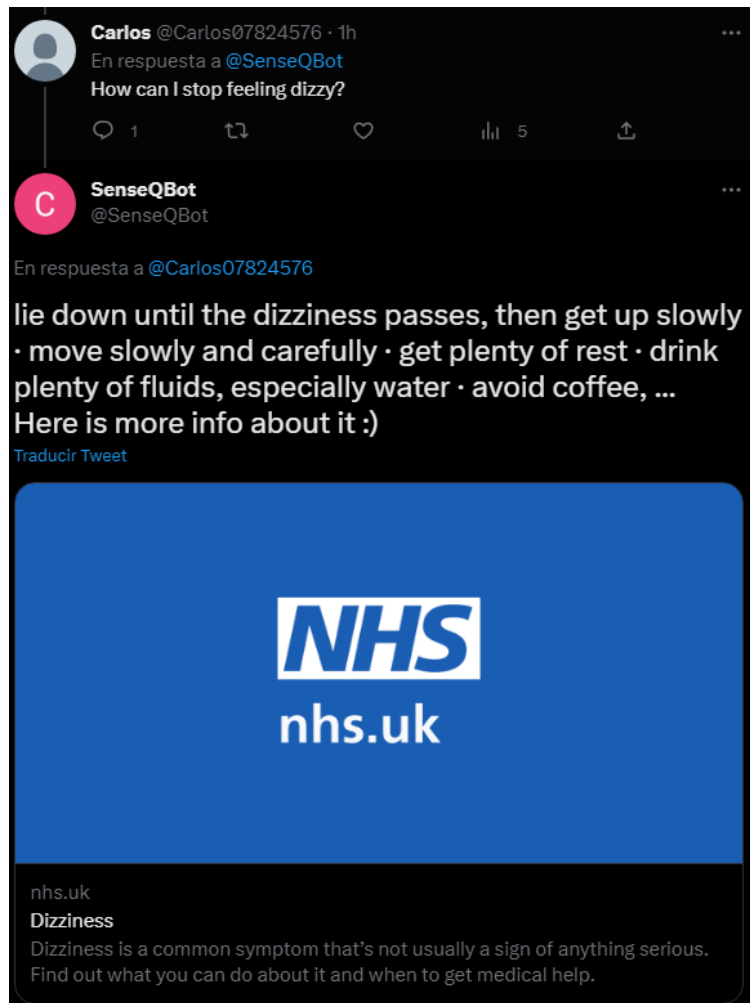 Carlos @Carlos07824576 · 1h
En respuesta a @SenseQBot
How can I stop feeling dizzy?
1
5
C
SenseQBot
@SenseQBot
En respuesta a @Carlos07824576
lie down until the dizziness passes, then get up slowly
· move slowly and carefully · get plenty of rest · drink
plenty of fluids, especially water · avoid coffee, ...
Here is more info about it :)
Traducir Tweet
NHS
nhs.uk
nhs.uk
Dizziness
Dizziness is a common symptom that's not usually a sign of anything serious.
Find out what you can do about it and when to get medical help.